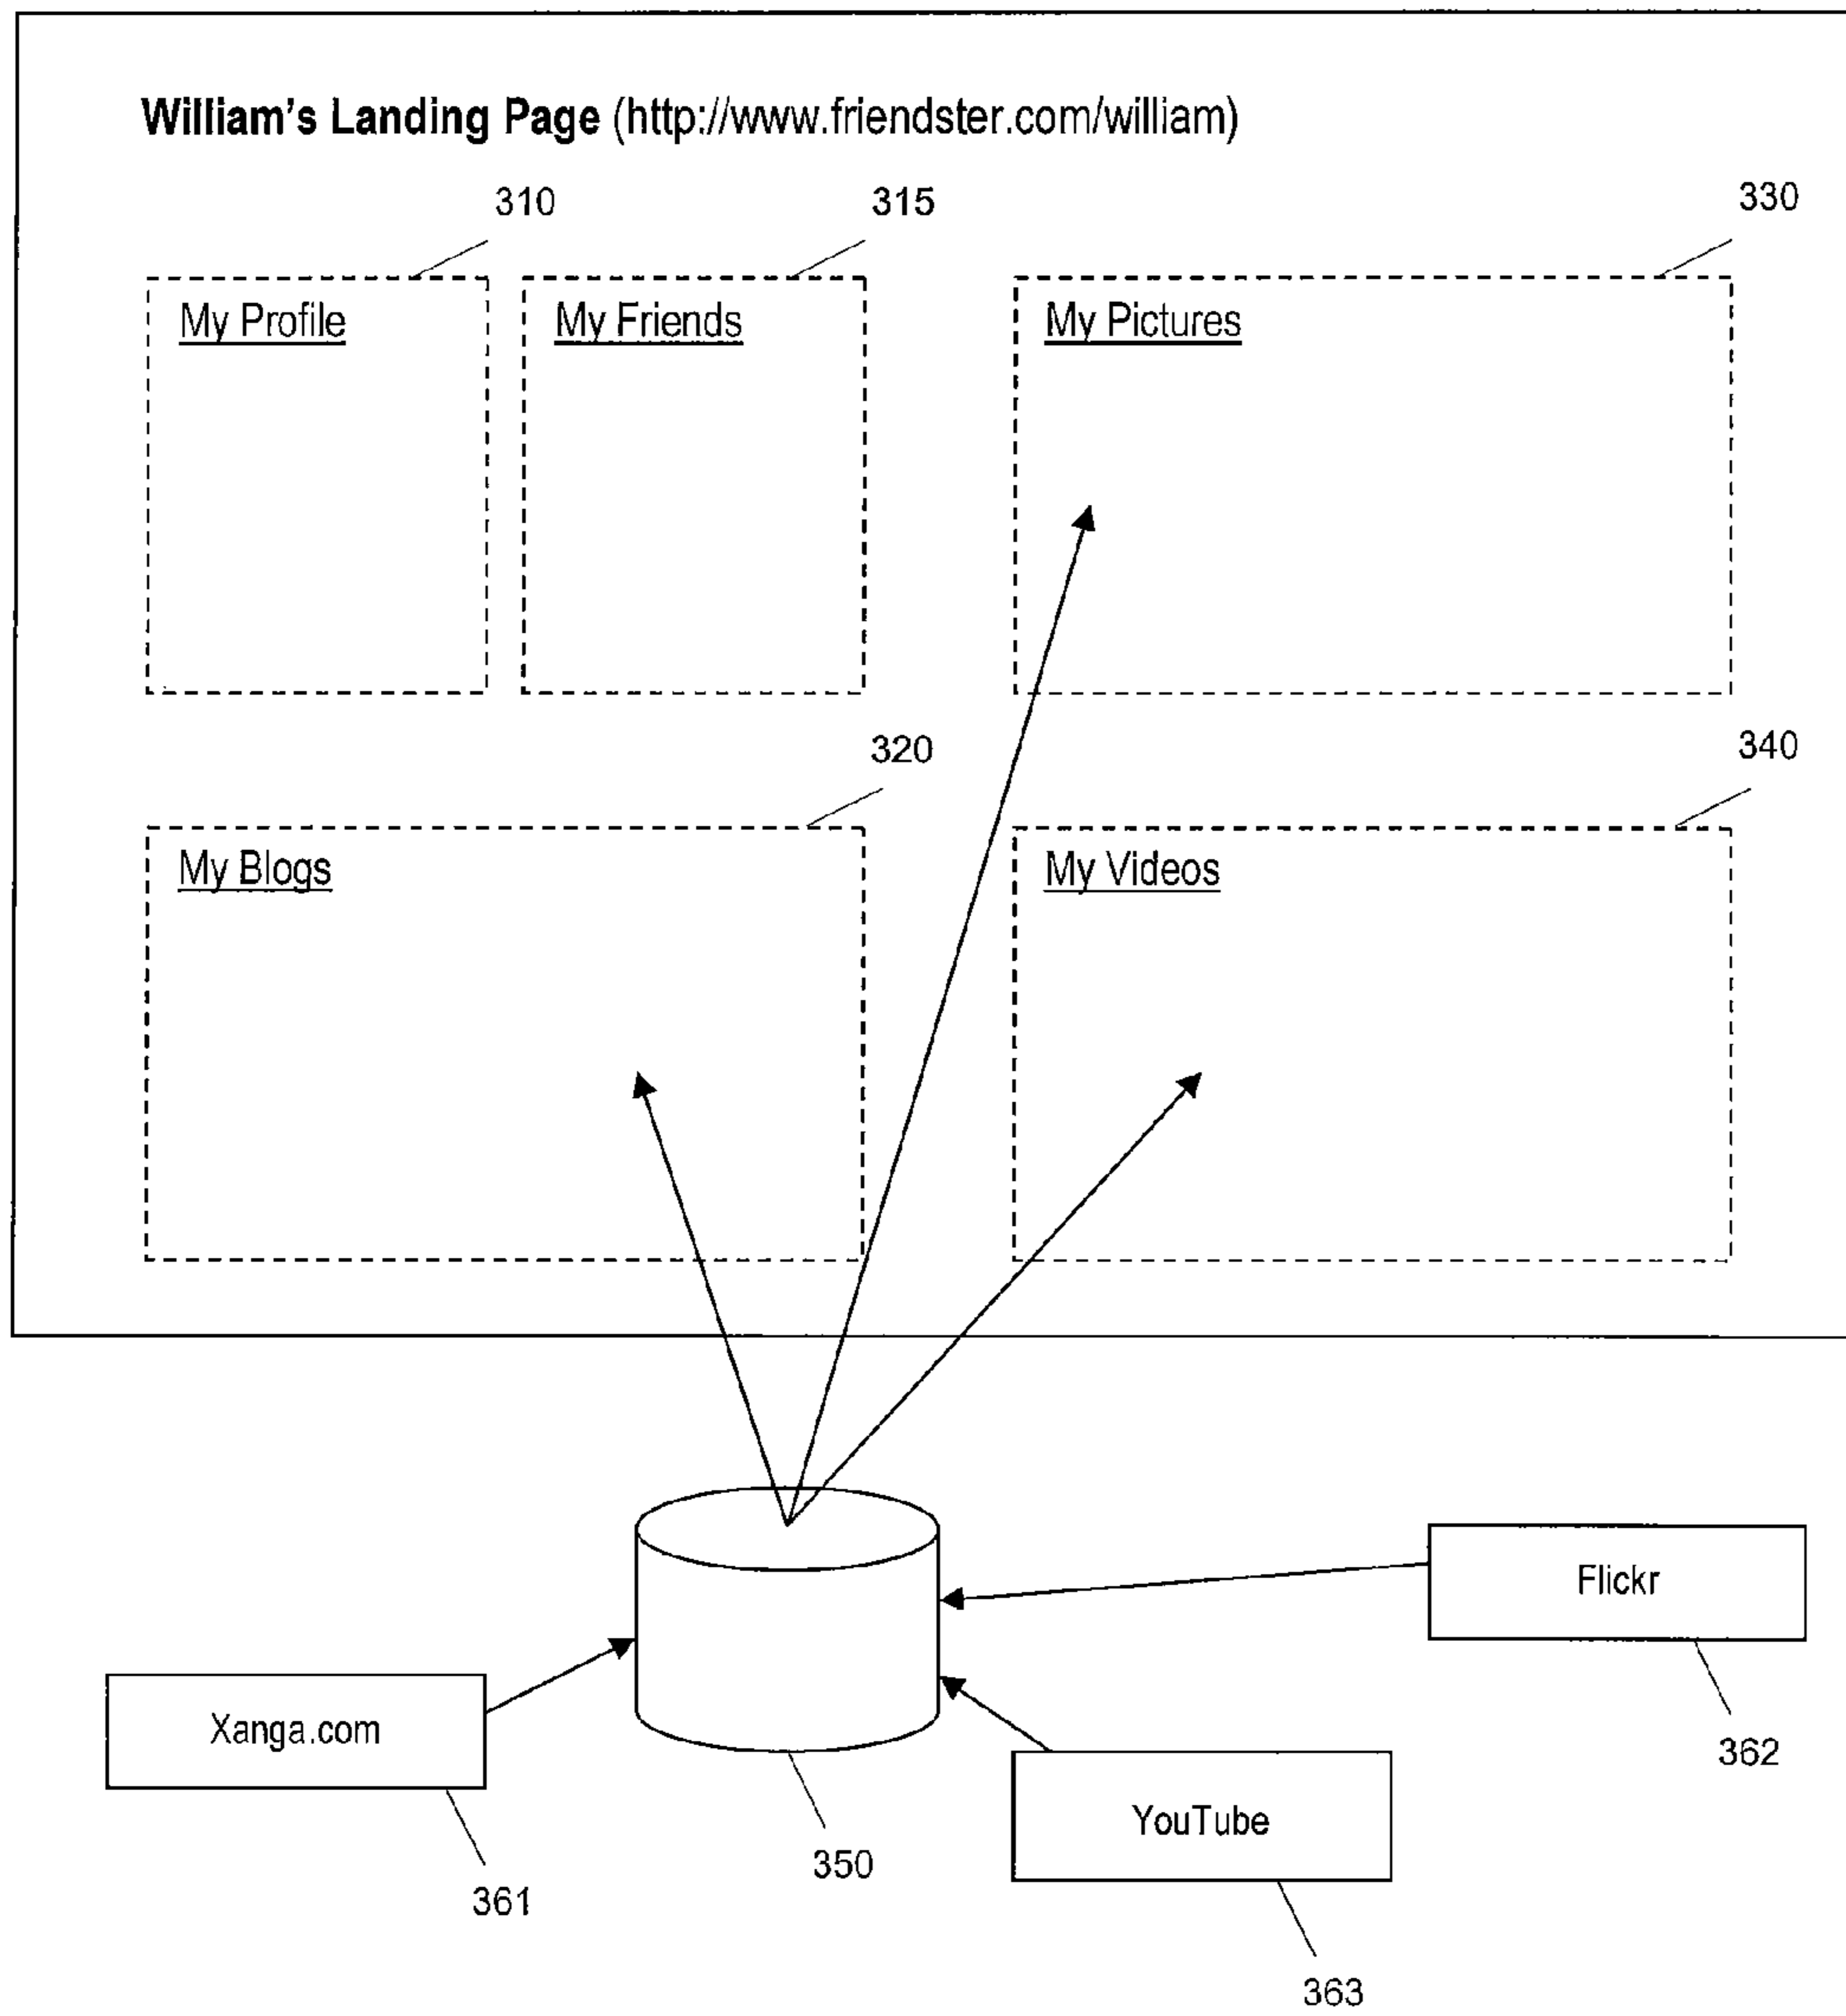 William's Landing Page (http://www.friendster.com/william)
310
315
330
My Profile
My Friends
My Pictures
320
340
My Blogs
My Videos
Flickr
Xanga.com
362
YouTube
350
361
363